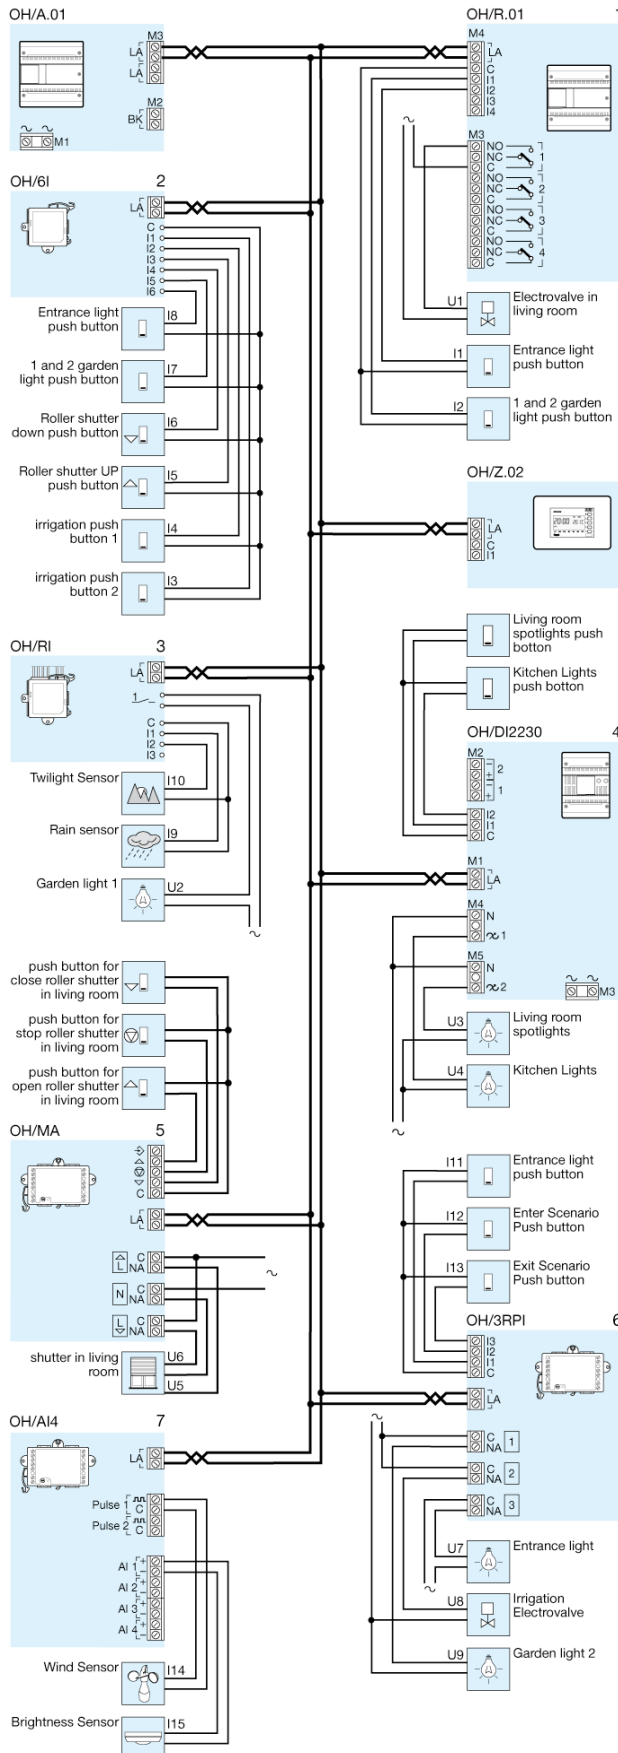 OH/A.01
M3
LA
LA
M2
BK
M1
OH/6I 2
LA
C
I1
I2
I3
I4
I5
I6
Entrance light
push button
I8
1 and 2 garden
light push button
I7
Roller shutter
down push button
I6
Roller shutter UP
push button
I5
irrigation push
button 1
I4
irrigation push
button 2
I3
OH/RI 3
LA
1
C
I1
I2
I3
Twilight Sensor
I10
Rain sensor
I9
Garden light 1
U2
push button for
close roller shutter
in living room
push button for
stop roller shutter
in living room
push button for
open roller shutter
in living room
OH/MA 5
C
LA
L
C
NA
N
C
NA
L
C
NA
shutter in living
room
U6
U5
OH/AI4 7
LA
Pulse 1
C
Pulse 2
C
AI 1 + –
AI 2 + –
AI 3 + –
AI 4 + –
Wind Sensor
I14
Brightness Sensor
I15
OH/R.01
M4
LA
C
I1
I2
I3
I4
M3
NO
NC 1
C
NO
NC 2
C
NO
NC 3
C
NO
NC 4
C
U1
Electrovalve in
living room
I1
Entrance light
push button
I2
1 and 2 garden
light push button
OH/Z.02
LA
C
I1
Living room
spotlights push
botton
Kitchen Lights
push botton
OH/DI2230 4
M2
– 2
+
– 1
+
I2
I1
C
M1
LA
M4
N
1
M5
N
2
M3
U3
Living room
spotlights
U4
Kitchen Lights
I11
Entrance light
push button
I12
Enter Scenario
Push button
I13
Exit Scenario
Push button
OH/3RPI 6
I3
I2
I1
C
LA
C
NA 1
C
NA 2
C
NA 3
U7
Entrance light
U8
Irrigation
Electrovalve
U9
Garden light 2